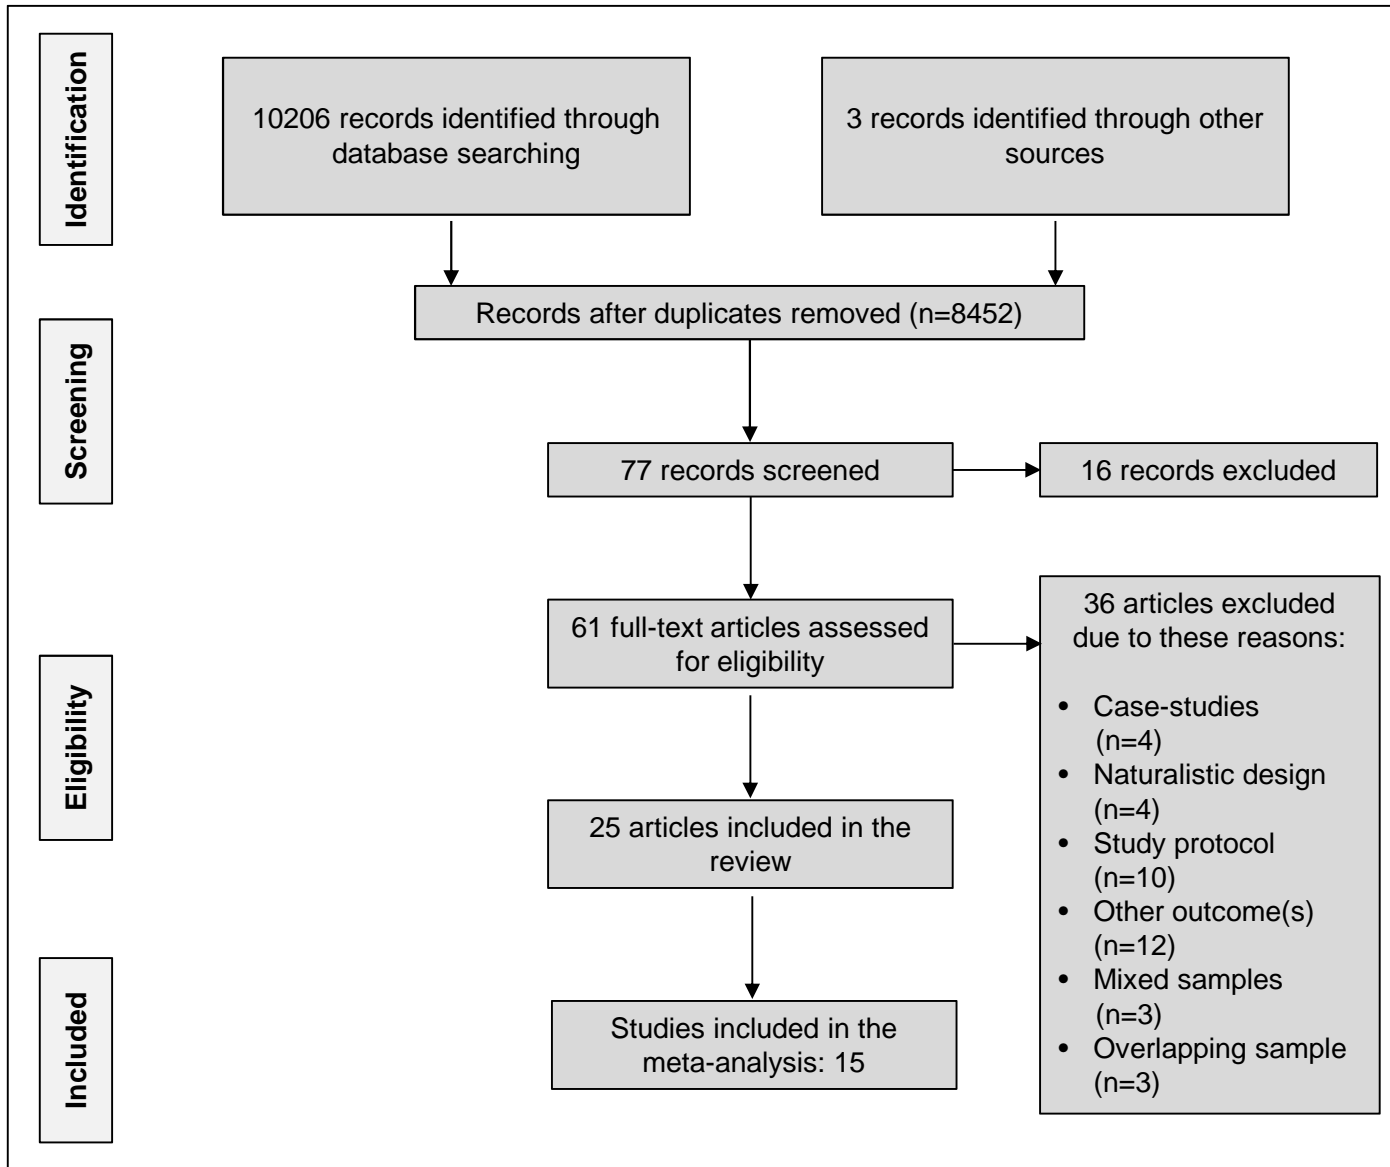 Identification
10206 records identified through
database searching
3 records identified through other
sources
Records after duplicates removed (n=8452)
Screening
77 records screened
16 records excluded
Eligibility
61 full-text articles assessed
for eligibility
36 articles excluded
due to these reasons:
• Case-studies
(n=4)
• Naturalistic design
(n=4)
• Study protocol
(n=10)
• Other outcome(s)
(n=12)
• Mixed samples
(n=3)
• Overlapping sample
(n=3)
25 articles included in the
review
Included
Studies included in the
meta-analysis: 15